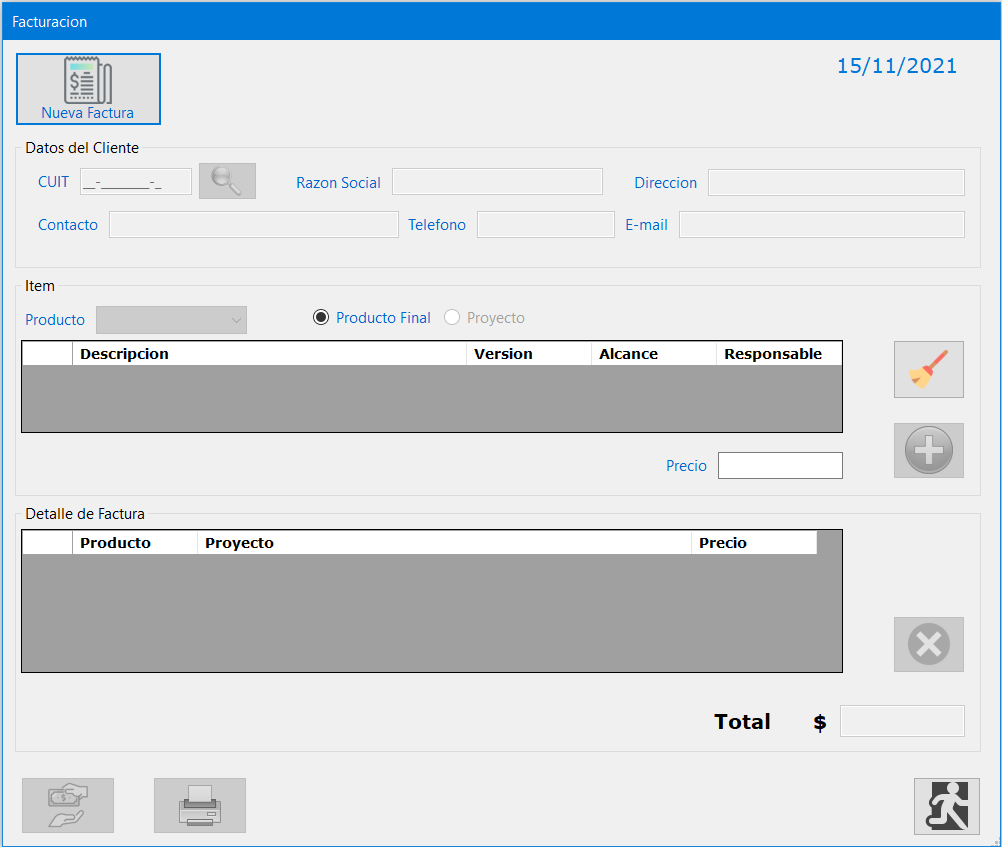 Facturacion
Nueva Factura
15/11/2021
Datos del Cliente
CUIT __-________-_ Razon Social Direccion
Contacto Telefono E-mail
Item
Producto Producto Final Proyecto
Descripcion Version Alcance Responsable
Precio
Detalle de Factura
Producto Proyecto Precio
Total $